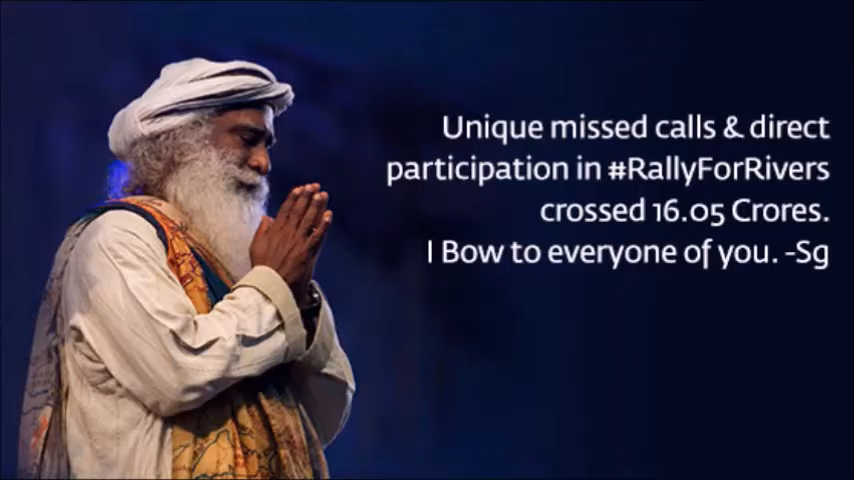 Unique missed calls & direct
participation in #RallyForRivers
crossed 16.05 Crores.
I Bow to everyone of you. -Sg